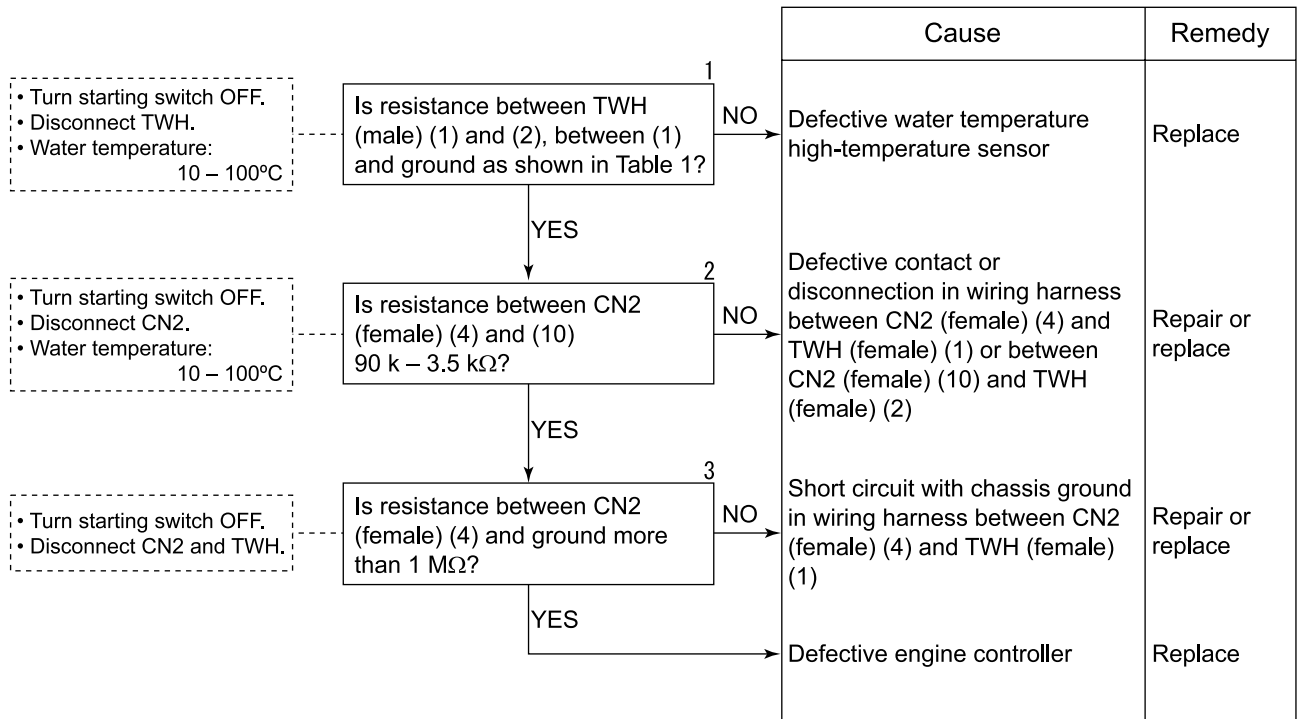 Cause
Remedy
• Turn starting switch OFF.
• Disconnect TWH.
• Water temperature:
10 – 100ºC
1
Is resistance between TWH
(male) (1) and (2), between (1)
and ground as shown in Table 1?
NO
Defective water temperature
high-temperature sensor
Replace
YES
• Turn starting switch OFF.
• Disconnect CN2.
• Water temperature:
10 – 100ºC
2
Is resistance between CN2
(female) (4) and (10)
90 k – 3.5 kΩ?
NO
Defective contact or
disconnection in wiring harness
between CN2 (female) (4) and
TWH (female) (1) or between
CN2 (female) (10) and TWH
(female) (2)
Repair or
replace
YES
• Turn starting switch OFF.
• Disconnect CN2 and TWH.
3
Is resistance between CN2
(female) (4) and ground more
than 1 MΩ?
NO
Short circuit with chassis ground
in wiring harness between CN2
(female) (4) and TWH (female)
(1)
Repair or
replace
YES
Defective engine controller
Replace